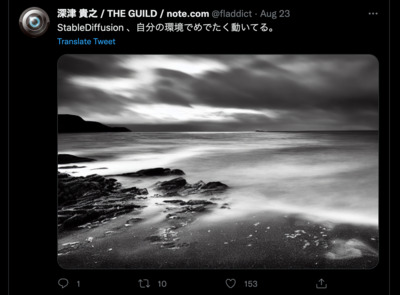 深津 貴之 / THE GUILD / note.com @fladdict · Aug 23
StableDiffusion 、自分の環境でめでたく動いてる。
Translate Tweet
1 10 153